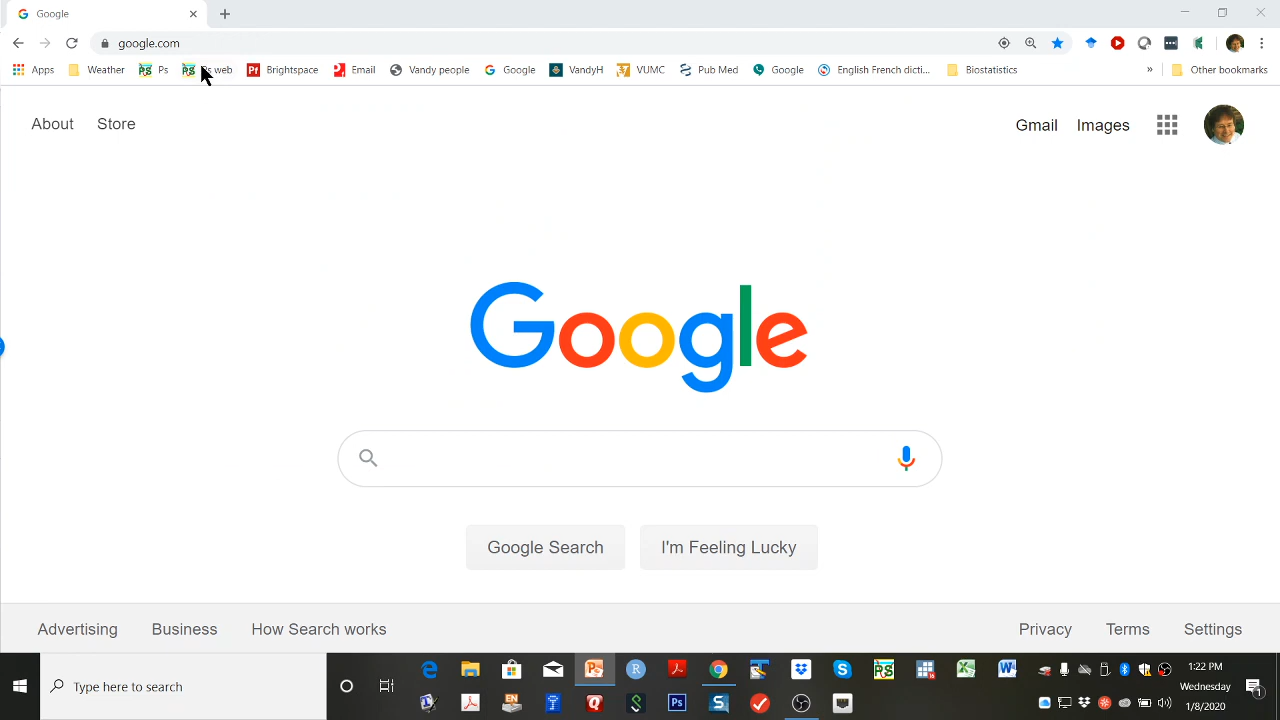 Google
google.com
Apps Weather Ps web Brightspace Email Vandy people Google VandyH VUMC Pub Med Google English French dicti... Biostatistics » Other bookmarks
About Store Gmail Images
Google
Google Search I'm Feeling Lucky
Advertising Business How Search works Privacy Terms Settings
Type here to search
1:22 PM
Wednesday
1/8/2020